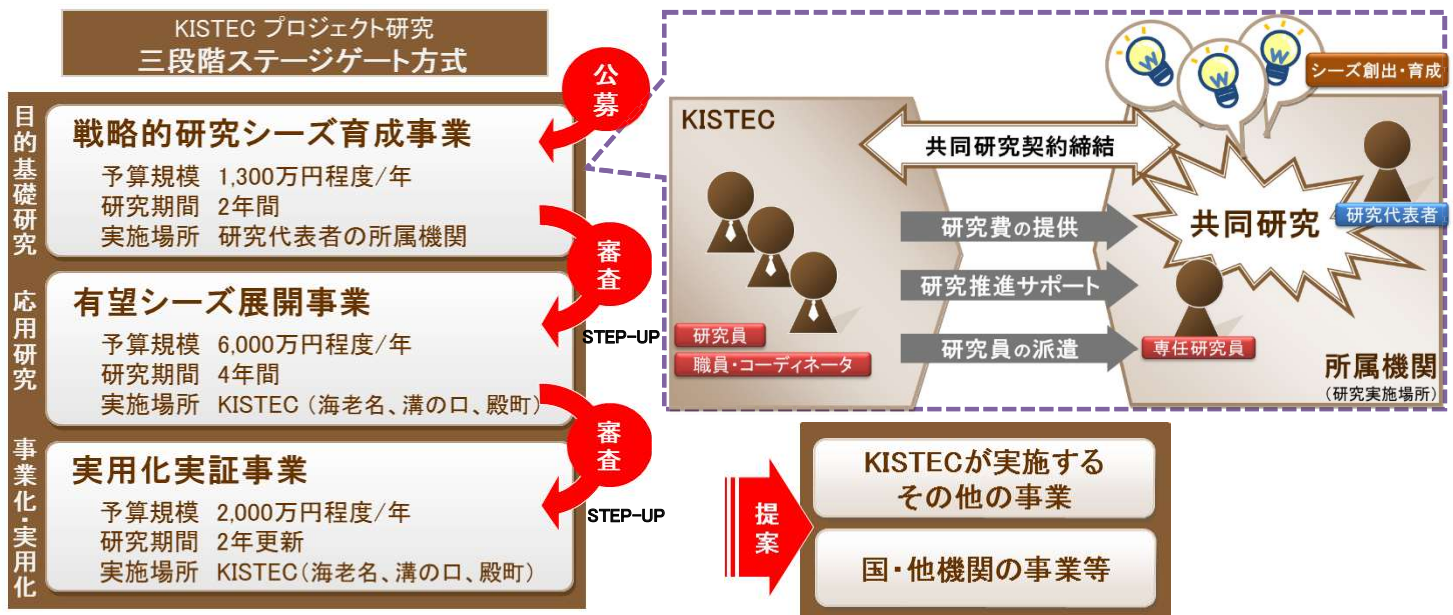 KISTEC プロジェクト研究
三段階ステージゲート方式
公募
目的基礎研究
戦略的研究シーズ育成事業
予算規模 1,300万円程度/年
研究期間 2年間
実施場所 研究代表者の所属機関
審査
STEP-UP
応用研究
有望シーズ展開事業
予算規模 6,000万円程度/年
研究期間 4年間
実施場所 KISTEC(海老名、溝の口、殿町)
審査
STEP-UP
事業化・実用化
実用化実証事業
予算規模 2,000万円程度/年
研究期間 2年更新
実施場所 KISTEC(海老名、溝の口、殿町)
KISTEC
共同研究契約締結
W
W
W
シーズ創出・育成
共同研究
研究代表者
研究費の提供
研究推進サポート
研究員の派遣
研究員
職員・コーディネータ
専任研究員
所属機関
(研究実施場所)
提案
KISTECが実施する
その他の事業
国・他機関の事業等